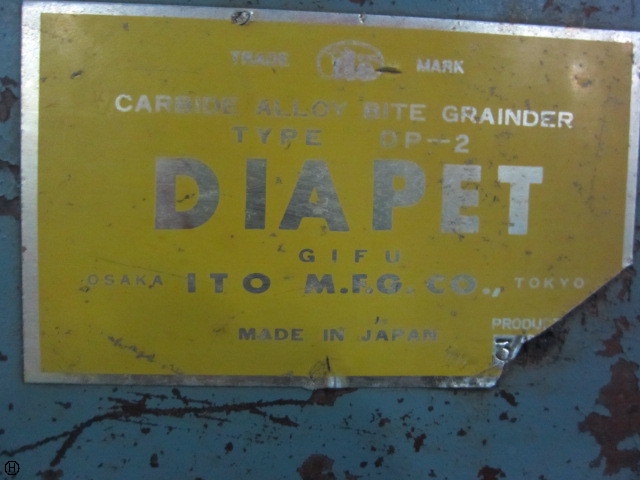 TRADE MARK
CARBIDE ALLOY BITE GRAINDER
TYPE DP-2
DIAPET
GIFU
OSAKA ITO M.F.G. CO., TOKYO
MADE IN JAPAN
H